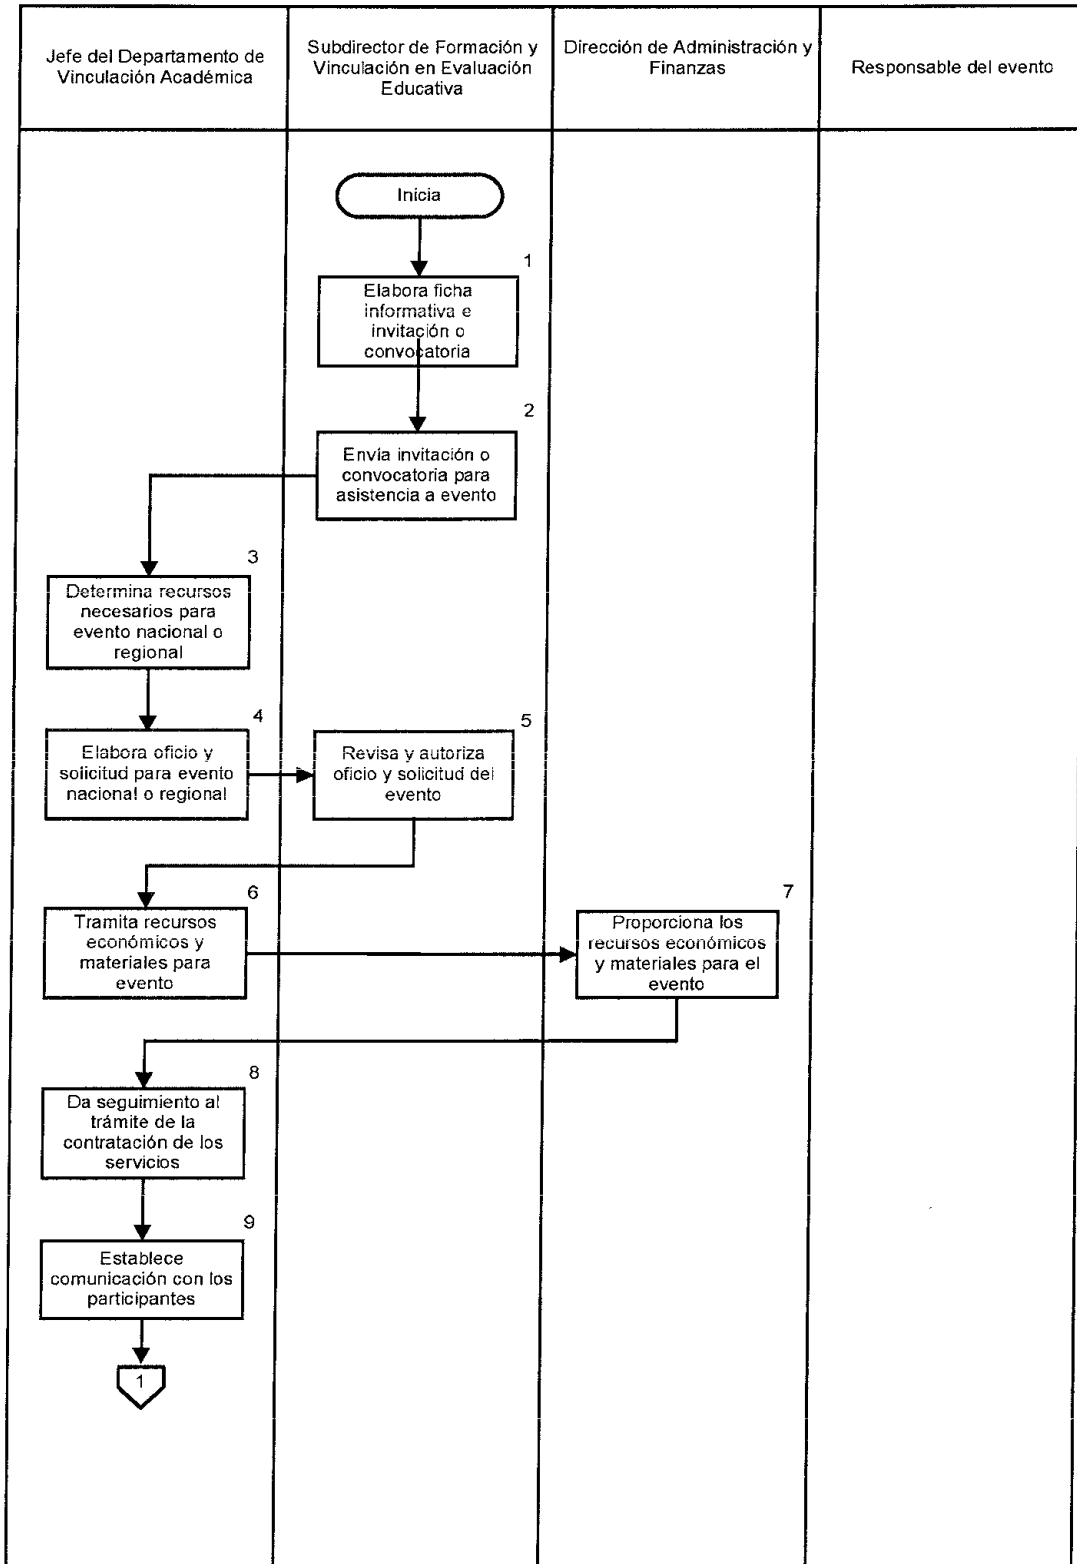 Jefe del Departamento de
Vinculación Académica
Subdirector de Formación y
Vinculación en Evaluación
Educativa
Dirección de Administración y
Finanzas
Responsable del evento
Inicia
1
Elabora ficha
informativa e
invitación o
convocatoria
2
Envía invitación o
convocatoria para
asistencia a evento
3
Determina recursos
necesarios para
evento nacional o
regional
4
Elabora oficio y
solicitud para evento
nacional o regional
5
Revisa y autoriza
oficio y solicitud del
evento
6
Tramita recursos
económicos y
materiales para
evento
7
Proporciona los
recursos económicos
y materiales para el
evento
8
Da seguimiento al
trámite de la
contratación de los
servicios
9
Establece
comunicación con los
participantes
1